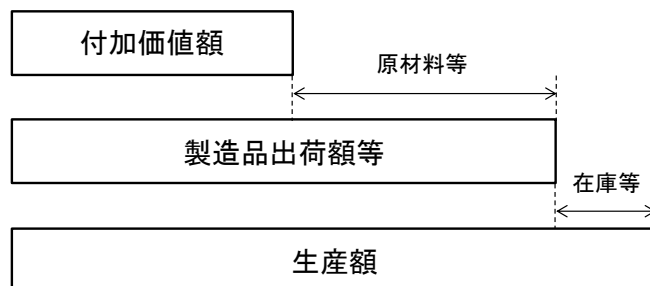 付加価値額
原材料等
製造品出荷額等
在庫等
生産額